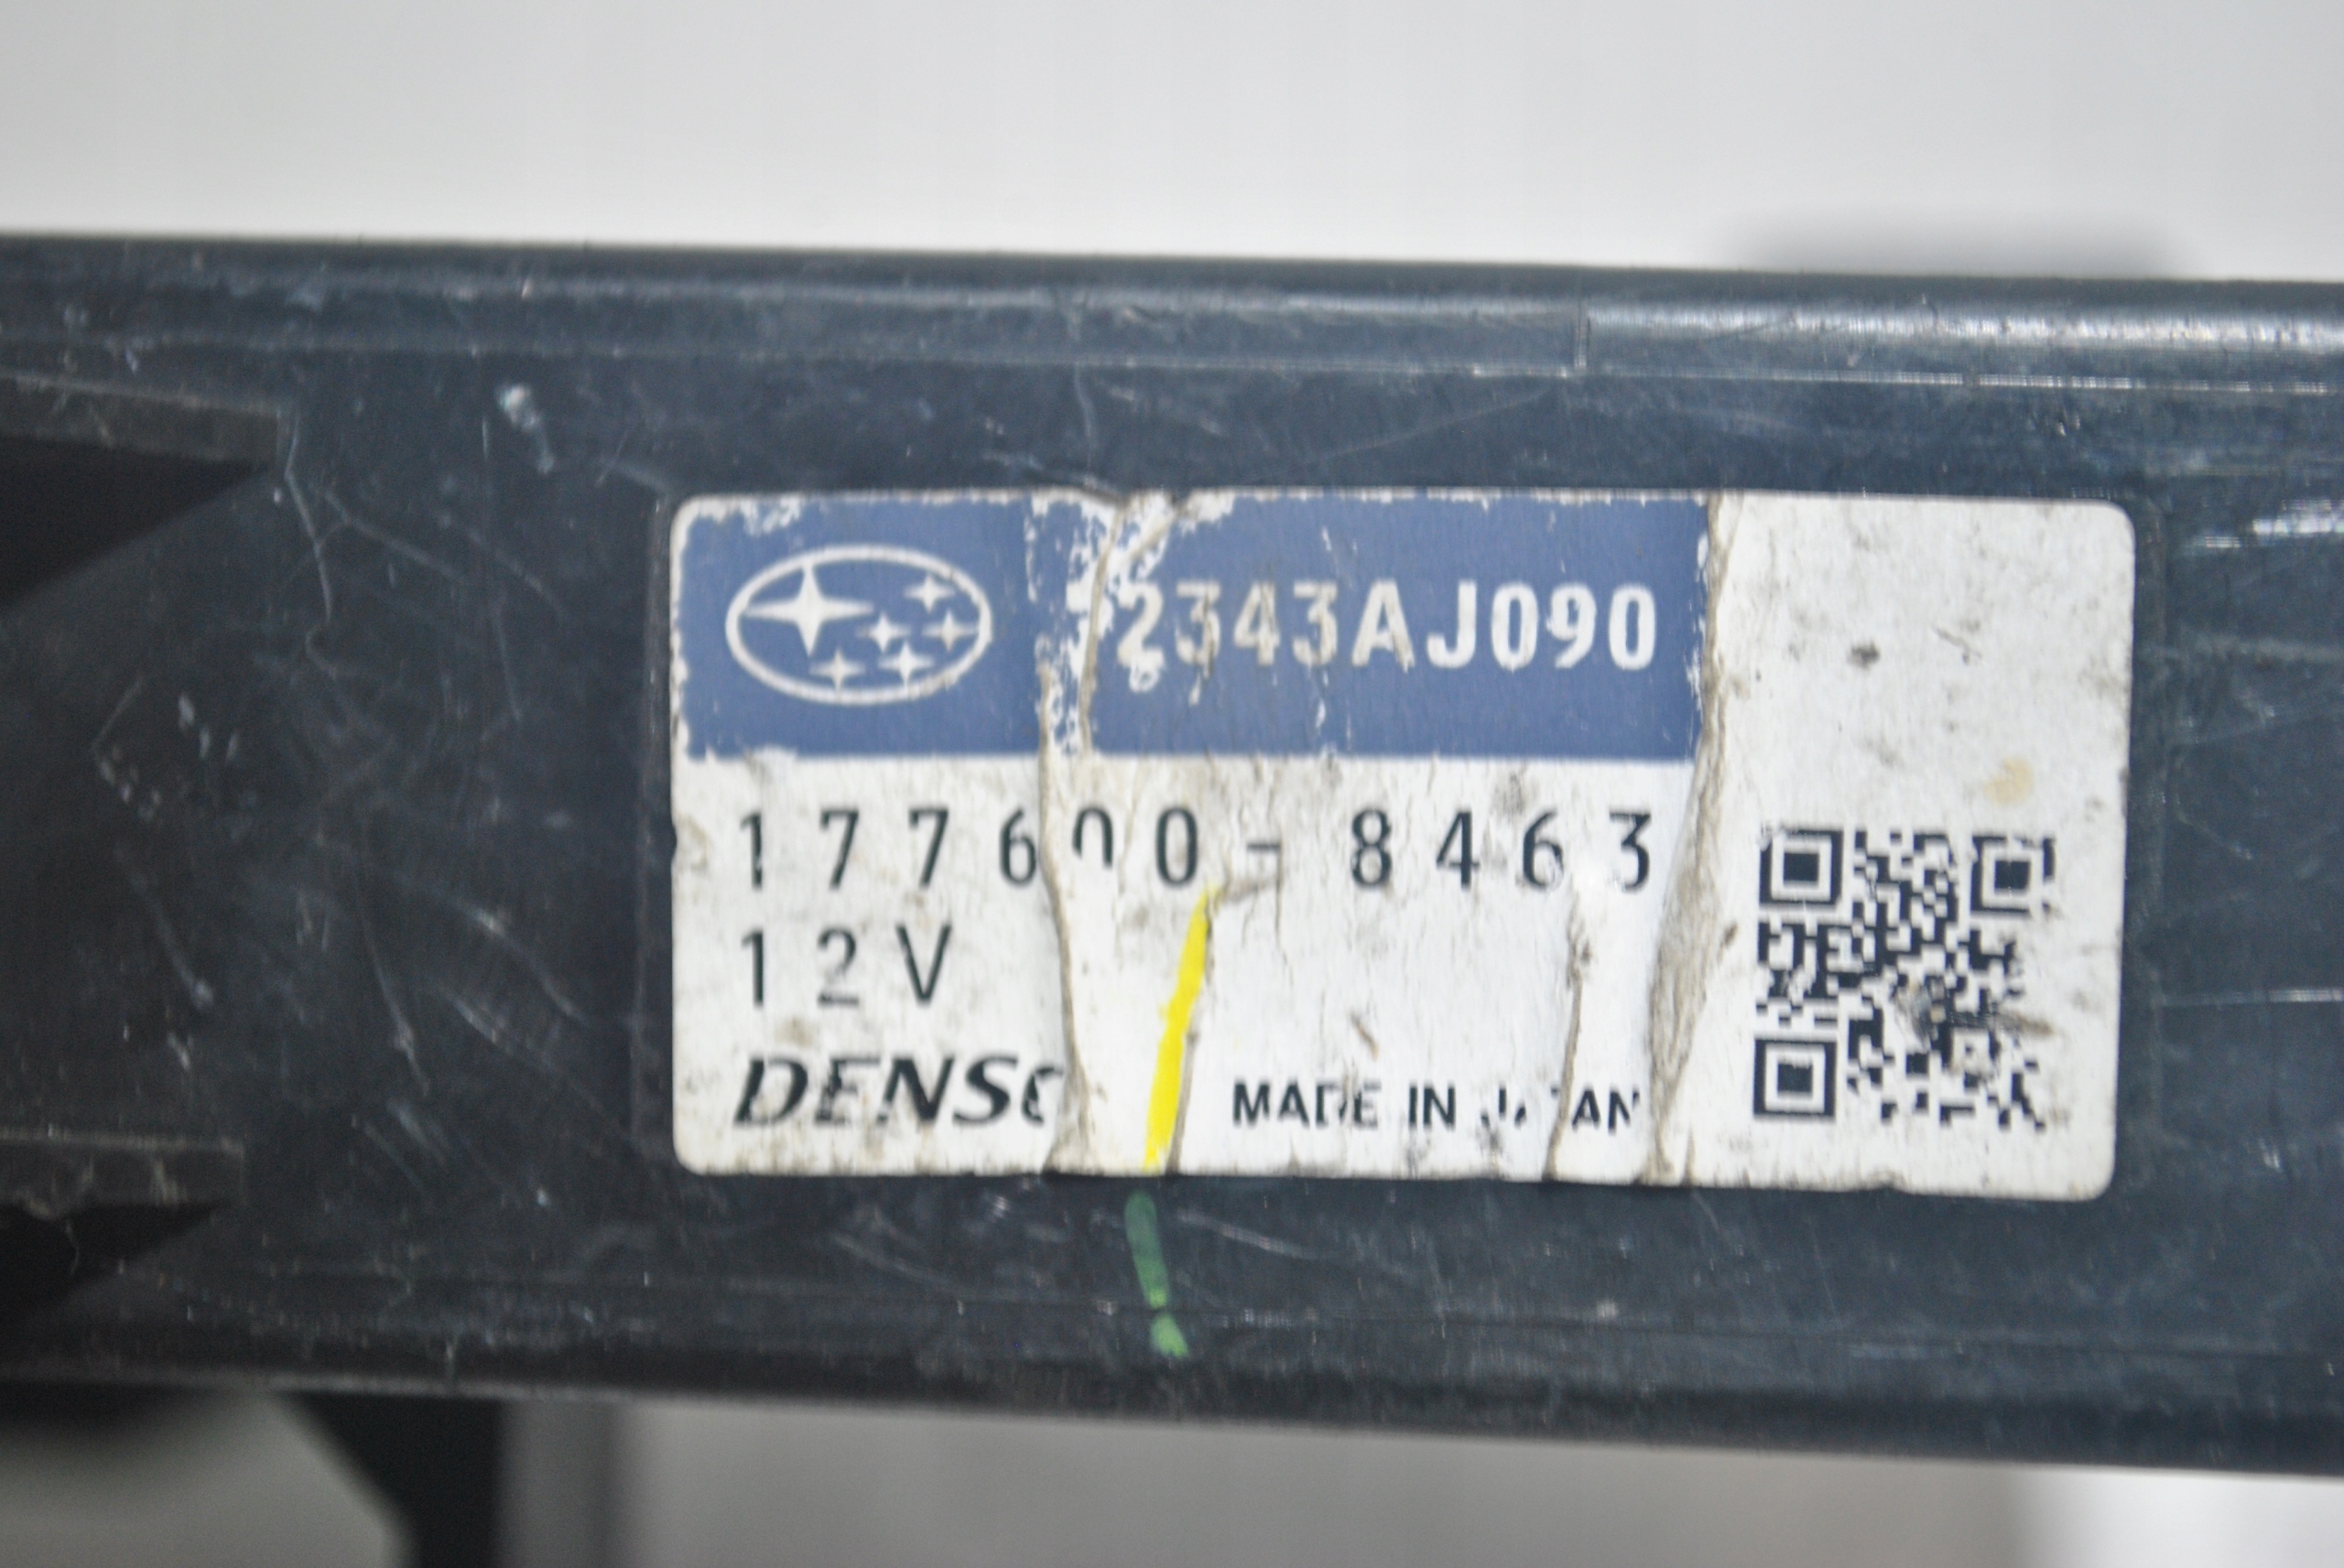 2343AJ090
177600-8463
12V
DENSO
MADE IN JAPAN